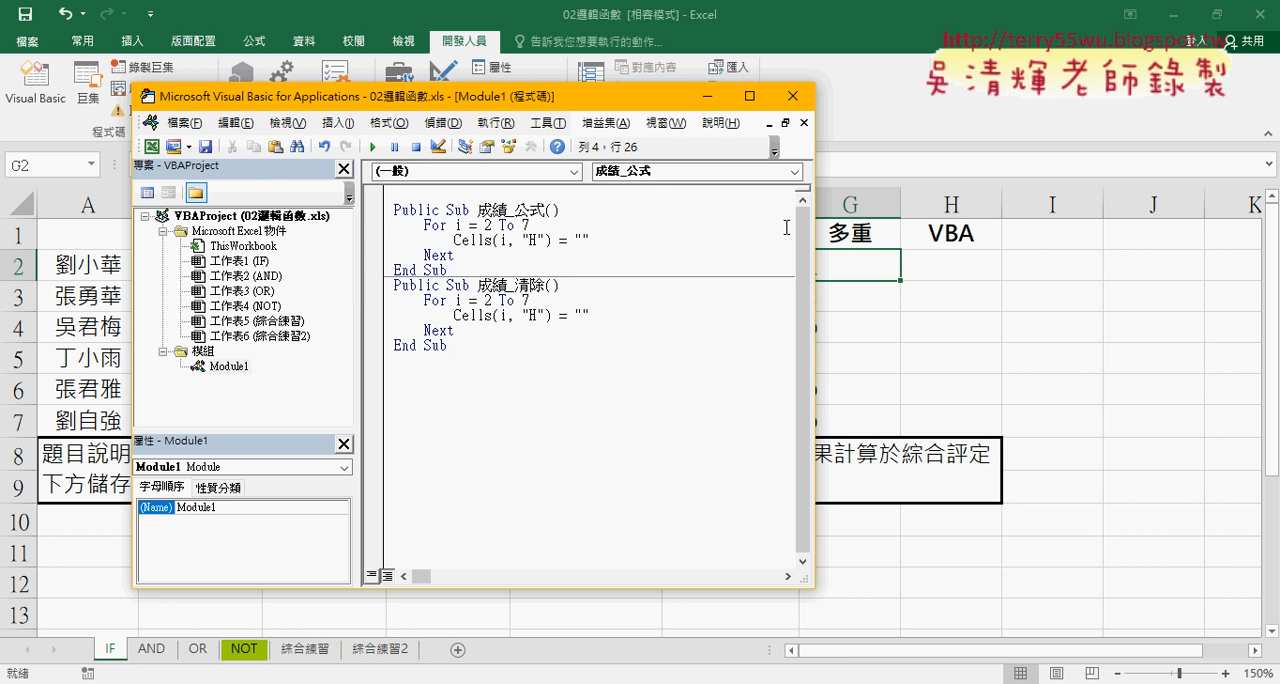 02邏輯函數 [相容模式] - Excel
檔案 常用 插入 版面配置 公式 資料 校閱 檢視 開發人員 告訴我您想要執行的動作... 登入 共用
http://terry55wu.blogspot.tw
吳清輝老師錄製
Visual Basic 巨集 錄製巨集 屬性 對應內容 匯入
程式碼
Microsoft Visual Basic for Applications - 02邏輯函數.xls - [Module1 (程式碼)]
檔案(F) 編輯(E) 檢視(V) 插入(I) 格式(O) 偵錯(D) 執行(R) 工具(T) 增益集(A) 視窗(W) 說明(H)
列 4，行 26
專案 - VBAProject
(一般) 成績_公式
VBAProject (02邏輯函數.xls)
Microsoft Excel 物件
ThisWorkbook
工作表1 (IF)
工作表2 (AND)
工作表3 (OR)
工作表4 (NOT)
工作表5 (綜合練習)
工作表6 (綜合練習2)
模組
Module1
屬性 - Module1
Module1 Module
字母順序 性質分類
(Name) Module1
Public Sub 成績_公式()
For i = 2 To 7
Cells(i, "H") = ""
Next
End Sub
Public Sub 成績_清除()
For i = 2 To 7
Cells(i, "H") = ""
Next
End Sub
G2
A G H I J K
1 多重 VBA
2 劉小華
3 張勇華
4 吳君梅
5 丁小雨
6 張君雅
7 劉自強
8 題目說明 果計算於綜合評定
9 下方儲存
10
11
12
13
IF AND OR NOT 綜合練習 綜合練習2
就緒 150%